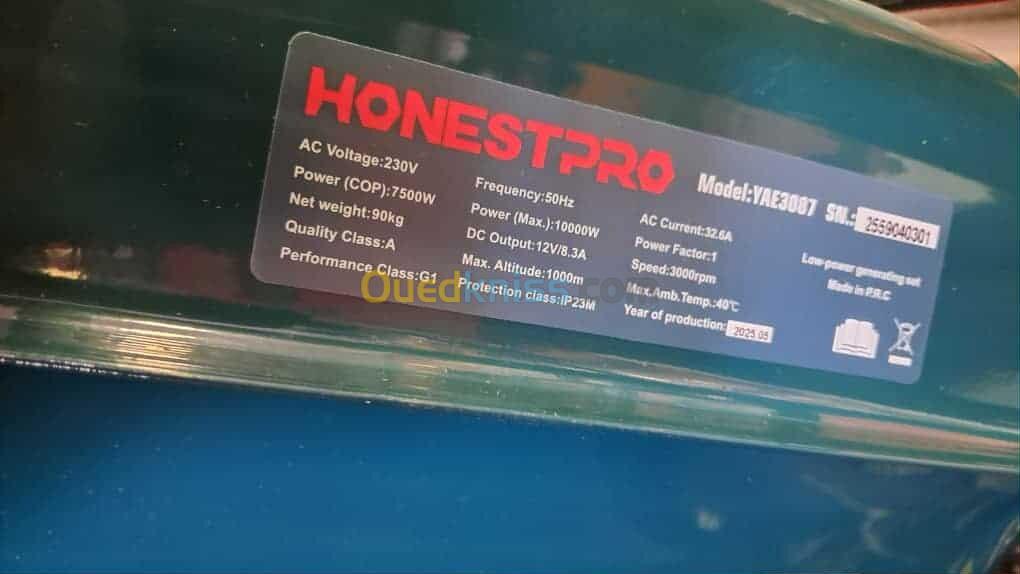 HONESTPRO
Model:YAE3087 SN.: 2559040301
AC Voltage:230V
Power (COP):7500W
Net weight:90kg
Quality Class:A
Performance Class:G1
Frequency:50Hz
Power (Max.):10000W
DC Output:12V/8.3A
Max. Altitude:1000m
Protection class:IP23M
AC Current:32.6A
Power Factor:1
Speed:3000rpm
Max.Amb.Temp.:40℃
Year of production: 2025.05
Low-power generating set
Made in P.R.C
Ouedkniss.com